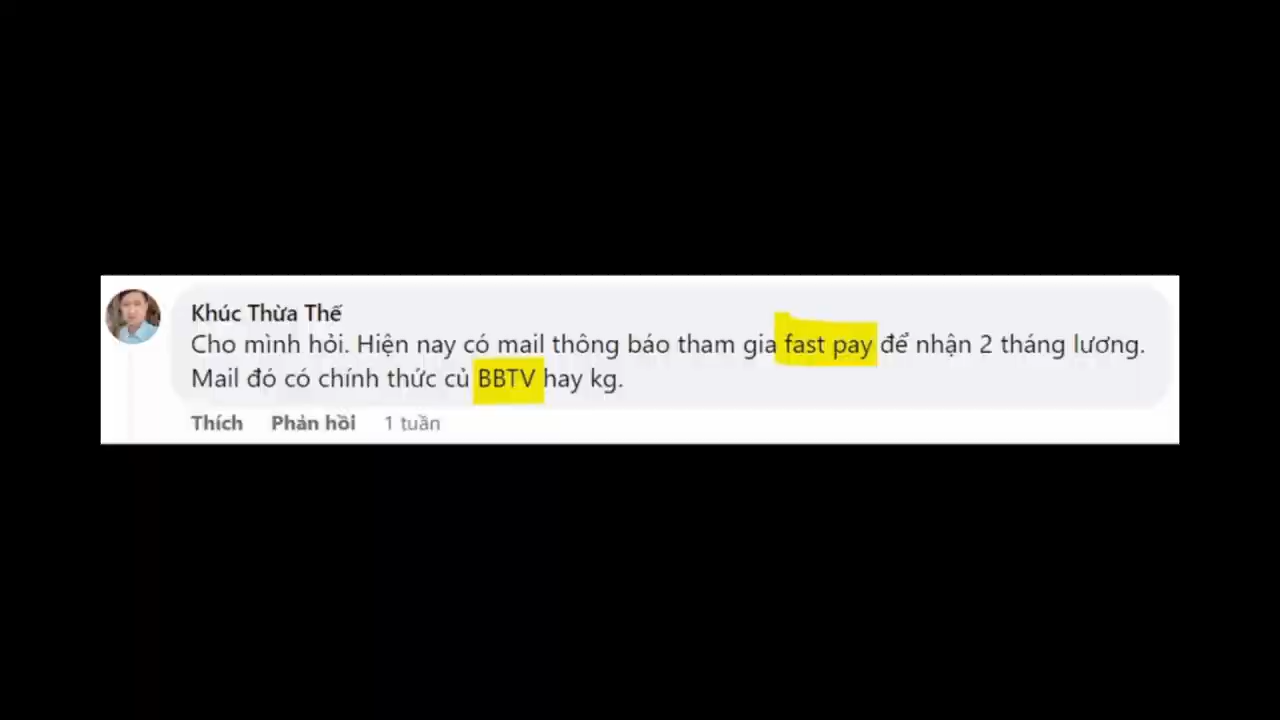 Khúc Thừa Thế
Cho mình hỏi. Hiện nay có mail thông báo tham gia fast pay để nhận 2 tháng lương.
Mail đó có chính thức củ BBTV hay kg.
Thích Phản hồi 1 tuần